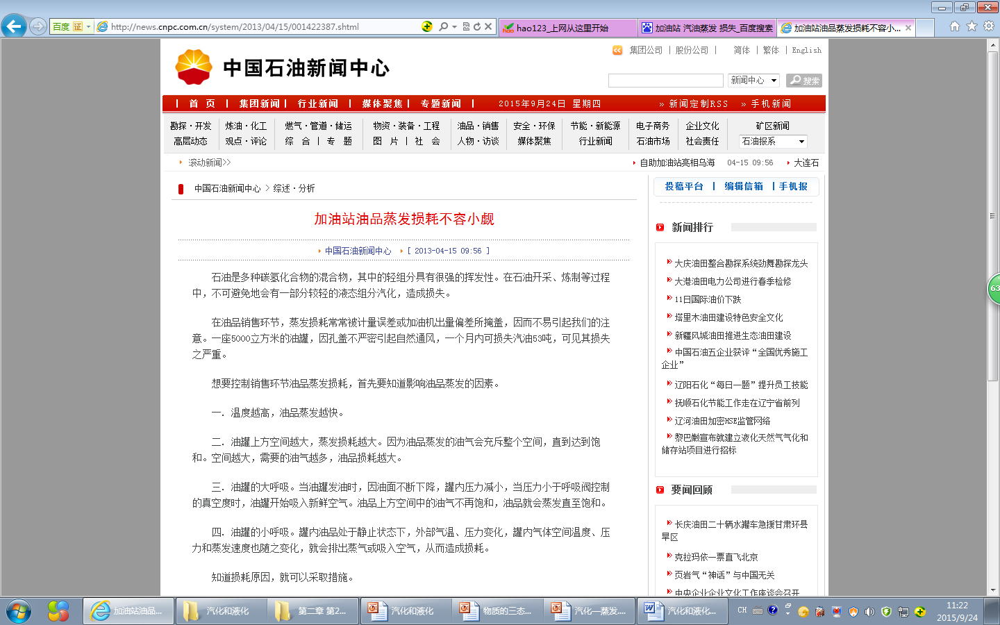 百度 证 http://news.cnpc.com.cn/system/2013/04/15/001422387.shtml hao123_上网从这里开始 加油站 汽油蒸发 损失_百度搜索 加油站油品蒸发损耗不容小...
集团公司 | 股份公司 | 简体 | 繁体 | English
中国石油新闻中心
新闻中心 搜索
| 首 页 | 集团新闻 | 行业新闻 | 媒体聚焦 | 专题新闻 | 2015年9月24日 星期四 » 新闻定制RSS » 手机新闻
勘探·开发 炼油·化工 燃气·管道·储运 物资·装备·工程 油品·销售 安全·环保 节能·新能源 电子商务 企业文化 矿区新闻
高层动态 观点·评论 综 合 | 专 题 图 片 | 社 会 人物·访谈 媒体聚焦 行业新闻 石油市场 社会责任 石油报系
滚动新闻>> 自助加油站亮相乌海 04-15 09:56 大连石
中国石油新闻中心 > 综述·分析
加油站油品蒸发损耗不容小觑
中国石油新闻中心 [ 2013-04-15 09:56 ]
石油是多种碳氢化合物的混合物，其中的轻组分具有很强的挥发性。在石油开采、炼制等过程
中，不可避免地会有一部分较轻的液态组分汽化，造成损失。
在油品销售环节，蒸发损耗常常被计量误差或加油机出量偏差所掩盖，因而不易引起我们的注
意。一座5000立方米的油罐，因孔盖不严密引起自然通风，一个月内可损失汽油53吨，可见其损失
之严重。
想要控制销售环节油品蒸发损耗，首先要知道影响油品蒸发的因素。
一．温度越高，油品蒸发越快。
二．油罐上方空间越大，蒸发损耗越大。因为油品蒸发的油气会充斥整个空间，直到达到饱
和。空间越大，需要的油气越多，油品损耗越大。
三．油罐的大呼吸。当油罐发油时，因油面不断下降，罐内压力减小，当压力小于呼吸阀控制
的真空度时，油罐开始吸入新鲜空气。油品上方空间中的油气不再饱和，油品就会蒸发直至饱和。
四．油罐的小呼吸。罐内油品处于静止状态下，外部气温、压力变化，罐内气体空间温度、压
力和蒸发速度也随之变化，就会排出蒸气或吸入空气，从而造成损耗。
知道损耗原因，就可以采取措施。
投稿平台 | 编辑信箱 | 手机报
新闻排行
大庆油田整合勘探系统劲舞勘探龙头
大港油田电力公司进行春季检修
11日国际油价下跌
塔里木油田建设特色安全文化
新疆风城油田推进生态油田建设
中国石油五企业获评“全国优秀施工
企业”
辽阳石化“每日一题”提升员工技能
抚顺石化节能工作走在辽宁省前列
辽河油田加密HSE监管网络
黎巴嫩宣布就建立液化天然气气化和
储存站项目进行招标
要闻回顾
长庆油田二十辆水罐车急援甘肃环县
旱区
克拉玛依一票直飞北京
页岩气“神话”与中国无关
中央企业企业文化工作座谈会召开
63
加油站油品... 汽化和液化 第二章 第2... 汽化和液化 物质的三态... 汽化—蒸发.... 汽化和液化... CH 11:22
2015/9/24